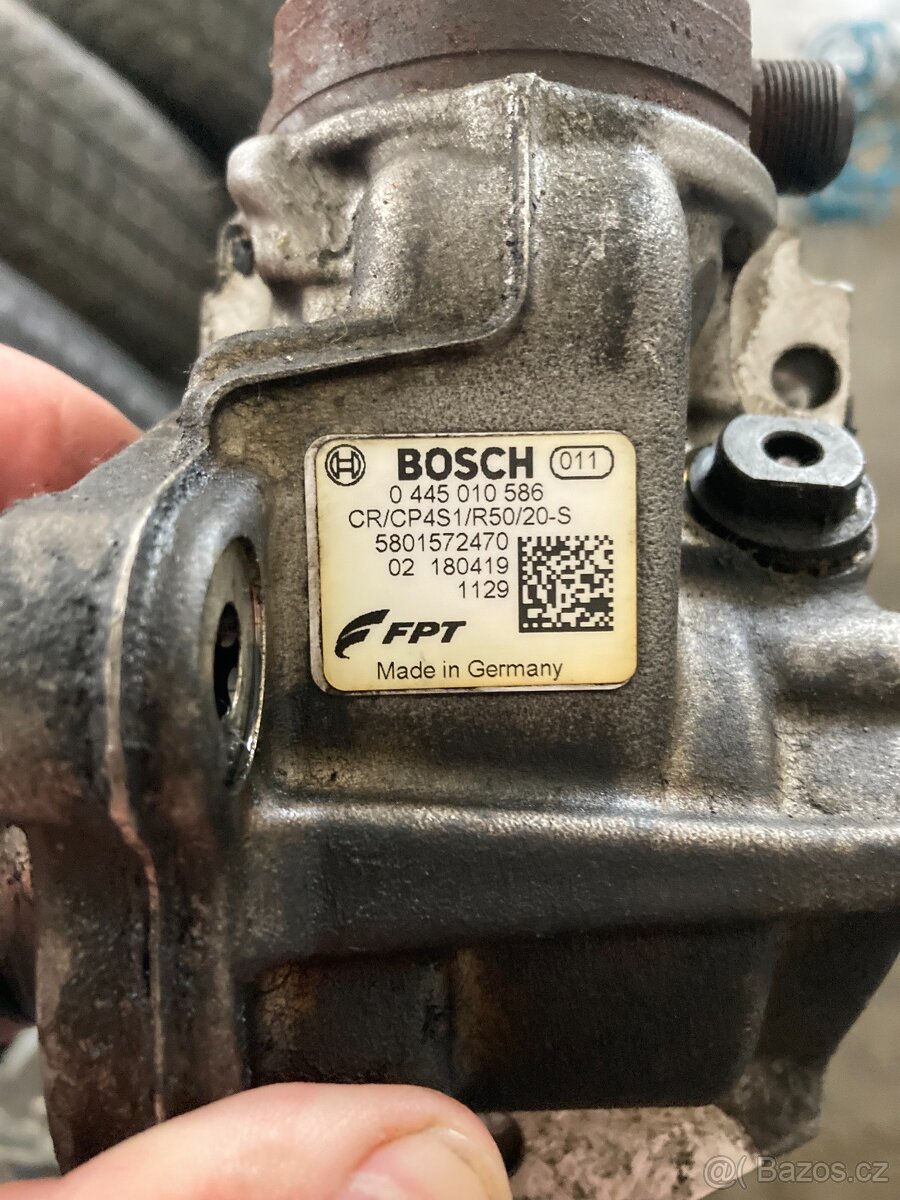 BOSCH 011
0 445 010 586
CR/CP4S1/R50/20-S
5801572470
02 180419
1129
FPT
Made in Germany
@( Bazos.cz